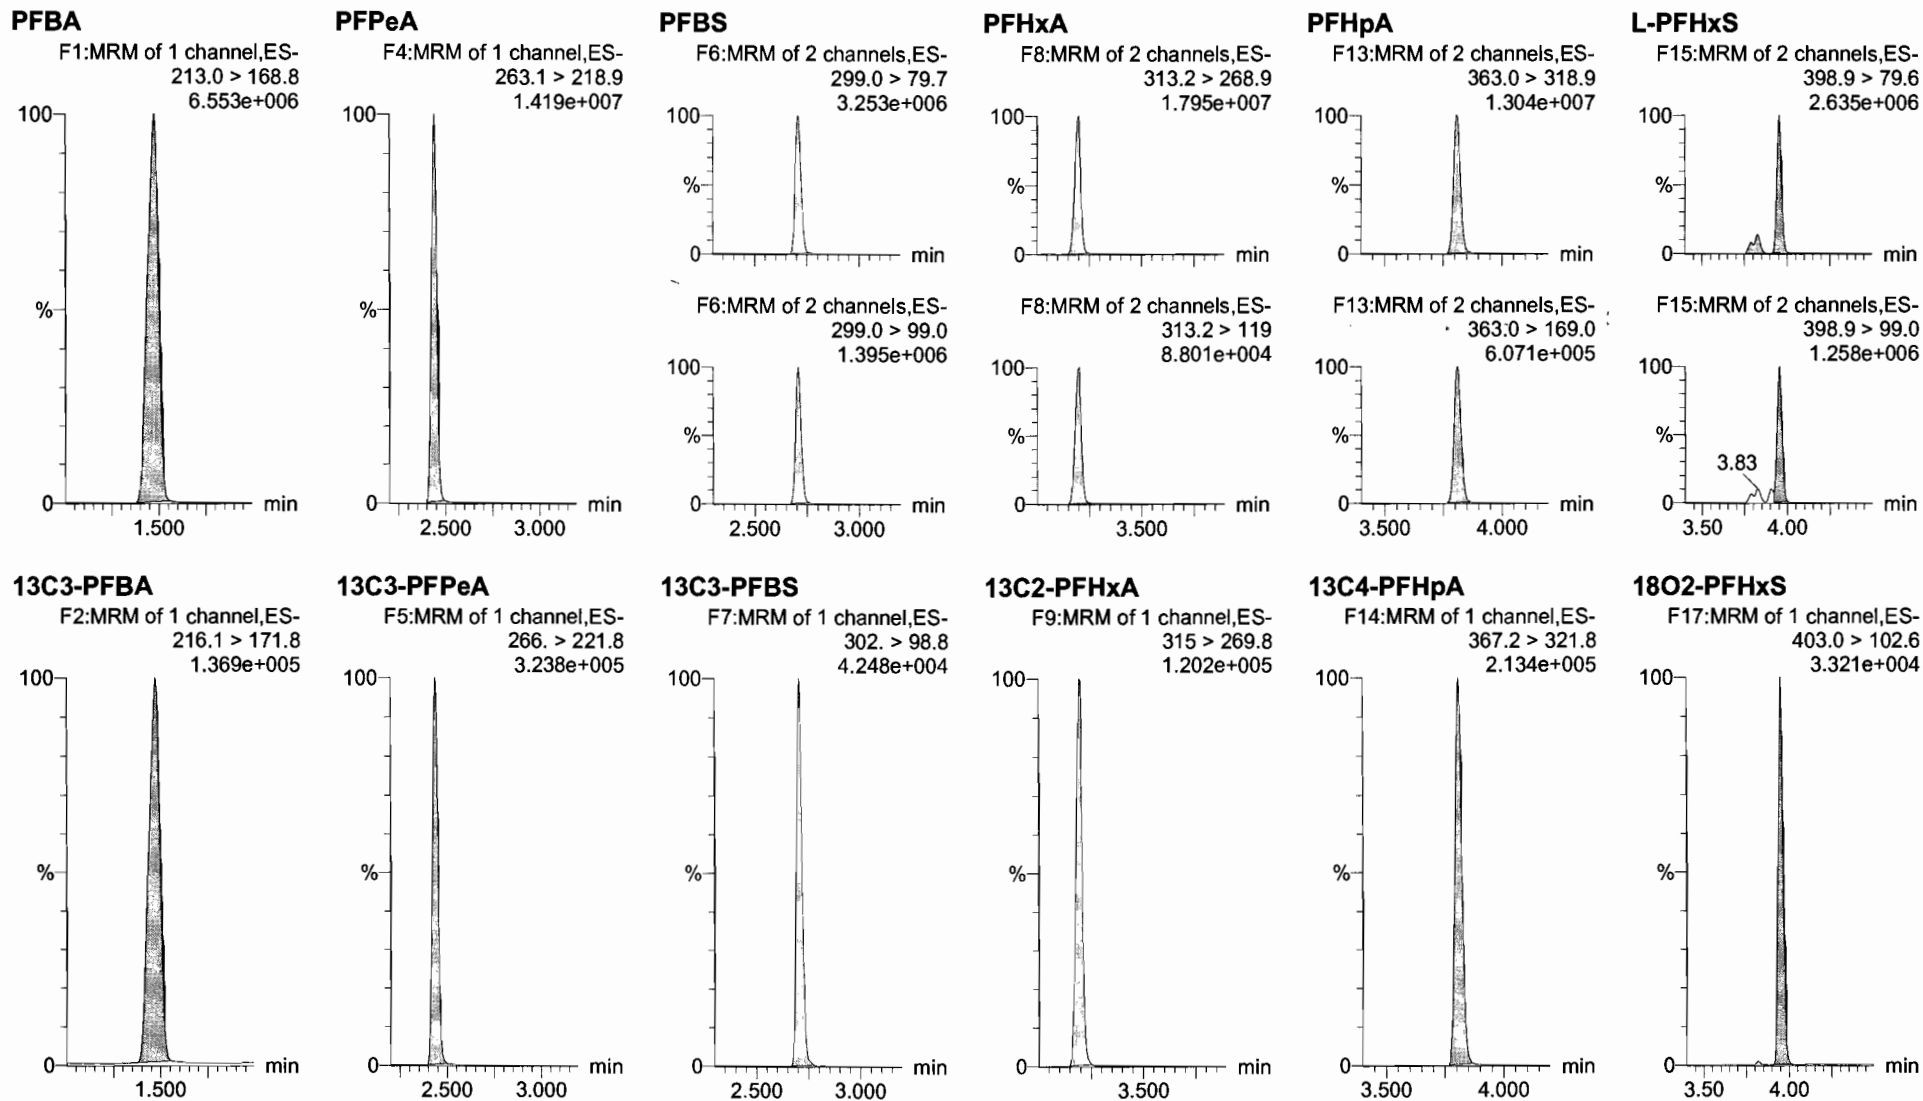 PFBA
F1:MRM of 1 channel,ES-
213.0 > 168.8
6.553e+006
100
%
0
min
1.500
PFPeA
F4:MRM of 1 channel,ES-
263.1 > 218.9
1.419e+007
100
%
0
min
2.500 3.000
PFBS
F6:MRM of 2 channels,ES-
299.0 > 79.7
3.253e+006
100
%
0
min
F6:MRM of 2 channels,ES-
299.0 > 99.0
1.395e+006
100
%
0
min
2.500 3.000
PFHxA
F8:MRM of 2 channels,ES-
313.2 > 268.9
1.795e+007
100
%
0
min
F8:MRM of 2 channels,ES-
313.2 > 119
8.801e+004
100
%
0
min
3.500
PFHpA
F13:MRM of 2 channels,ES-
363.0 > 318.9
1.304e+007
100
%
0
min
F13:MRM of 2 channels,ES-
363.0 > 169.0
6.071e+005
100
%
0
min
3.500 4.000
L-PFHxS
F15:MRM of 2 channels,ES-
398.9 > 79.6
2.635e+006
100
%
0
min
F15:MRM of 2 channels,ES-
398.9 > 99.0
1.258e+006
100
%
3.83
0
min
3.50 4.00
13C3-PFBA
F2:MRM of 1 channel,ES-
216.1 > 171.8
1.369e+005
100
%
0
min
1.500
13C3-PFPeA
F5:MRM of 1 channel,ES-
266. > 221.8
3.238e+005
100
%
0
min
2.500 3.000
13C3-PFBS
F7:MRM of 1 channel,ES-
302. > 98.8
4.248e+004
100
%
0
min
2.500 3.000
13C2-PFHxA
F9:MRM of 1 channel,ES-
315 > 269.8
1.202e+005
100
%
0
min
3.500
13C4-PFHpA
F14:MRM of 1 channel,ES-
367.2 > 321.8
2.134e+005
100
%
0
min
3.500 4.000
18O2-PFHxS
F17:MRM of 1 channel,ES-
403.0 > 102.6
3.321e+004
100
%
0
min
3.50 4.00